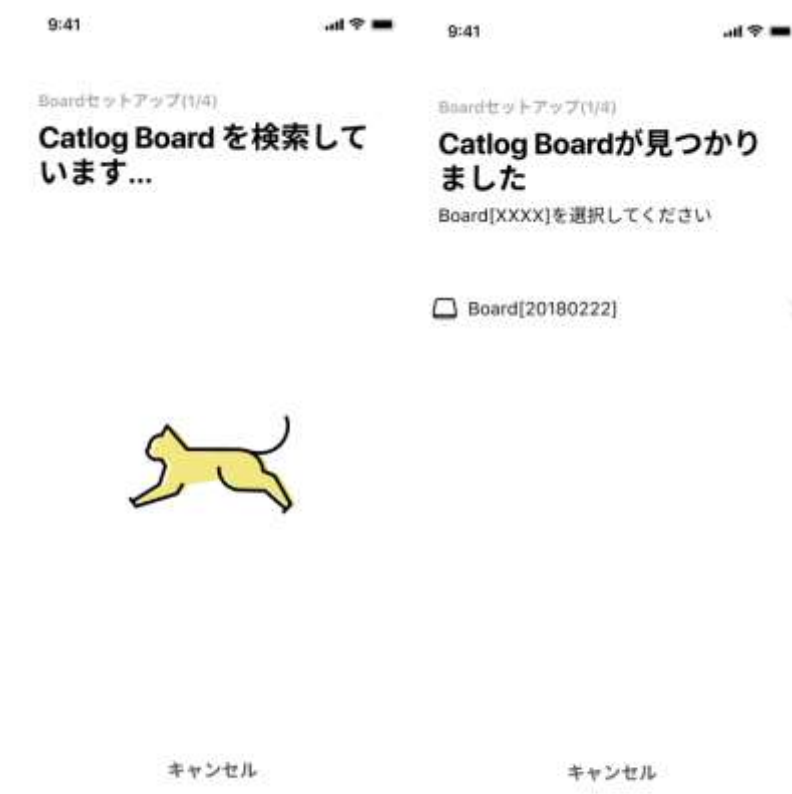 9:41
Boardセットアップ(1/4)
Catlog Board を検索して
います...
キャンセル
9:41
Boardセットアップ(1/4)
Catlog Boardが見つかり
ました
Board[XXXX]を選択してください
Board[20180222]
キャンセル